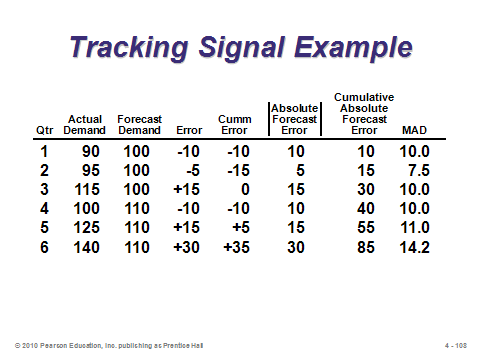 Tracking Signal Example
Qtr Actual Demand Forecast Demand Error Cumm Error Absolute Forecast Error Cumulative Absolute Forecast Error MAD
1 90 100 -10 -10 10 10 10.0
2 95 100 -5 -15 5 15 7.5
3 115 100 +15 0 15 30 10.0
4 100 110 -10 -10 10 40 10.0
5 125 110 +15 +5 15 55 11.0
6 140 110 +30 +35 30 85 14.2
© 2010 Pearson Education, Inc. publishing as Prentice Hall
4 - 108